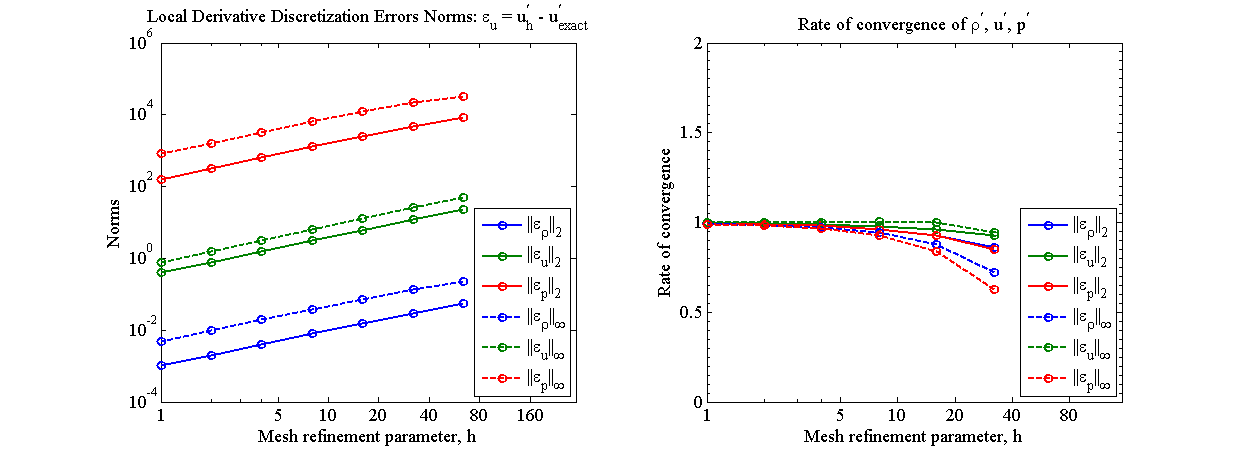 Local Derivative Discretization Errors Norms: ε_u = u'_h - u'_exact
10^6
10^4
10^2
10^0
10^-2
10^-4
Norms
1 5 10 20 40 80 160
Mesh refinement parameter, h
||ε_ρ||_2
||ε_u||_2
||ε_p||_2
||ε_ρ||_∞
||ε_u||_∞
||ε_p||_∞
Rate of convergence of ρ', u', p'
2
1.5
1
0.5
0
Rate of convergence
1 5 10 20 40 80
Mesh refinement parameter, h
||ε_ρ||_2
||ε_u||_2
||ε_p||_2
||ε_ρ||_∞
||ε_u||_∞
||ε_p||_∞